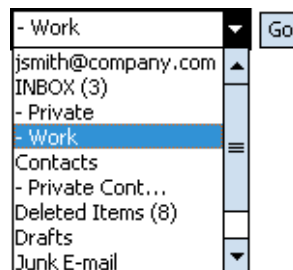 - Work
Go
jsmith@company.com
INBOX (3)
- Private
- Work
Contacts
- Private Cont...
Deleted Items (8)
Drafts
Junk E-mail